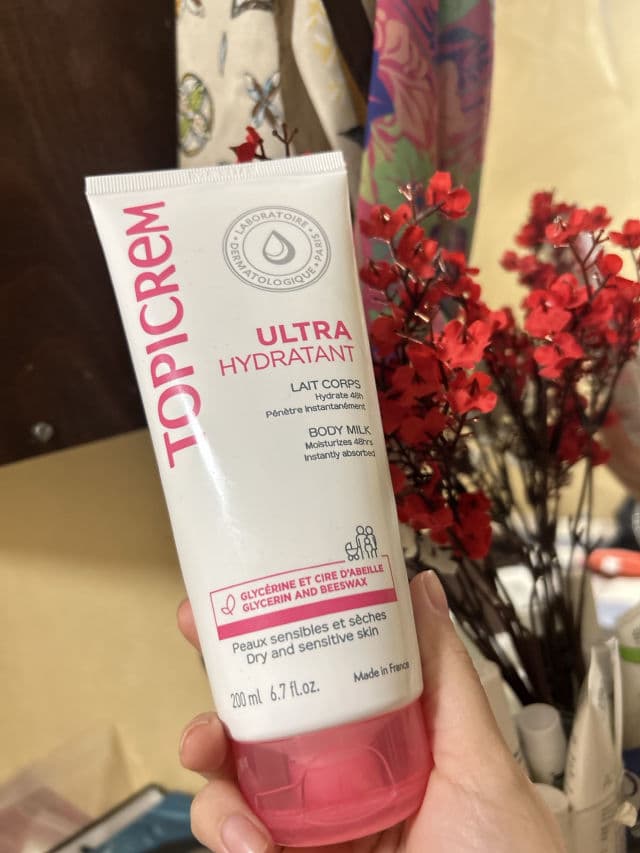 TOPICREM
LABORATOIRE
DERMATOLOGIQUE • PARIS
ULTRA
HYDRATANT
LAIT CORPS
Hydrate 48h
Pénètre instantanément
BODY MILK
Moisturizes 48hrs
Instantly absorbed
GLYCÉRINE ET CIRE D'ABEILLE
GLYCERIN AND BEESWAX
Peaux sensibles et sèches
Dry and sensitive skin
200 ml 6.7 fl.oz.
Made in France